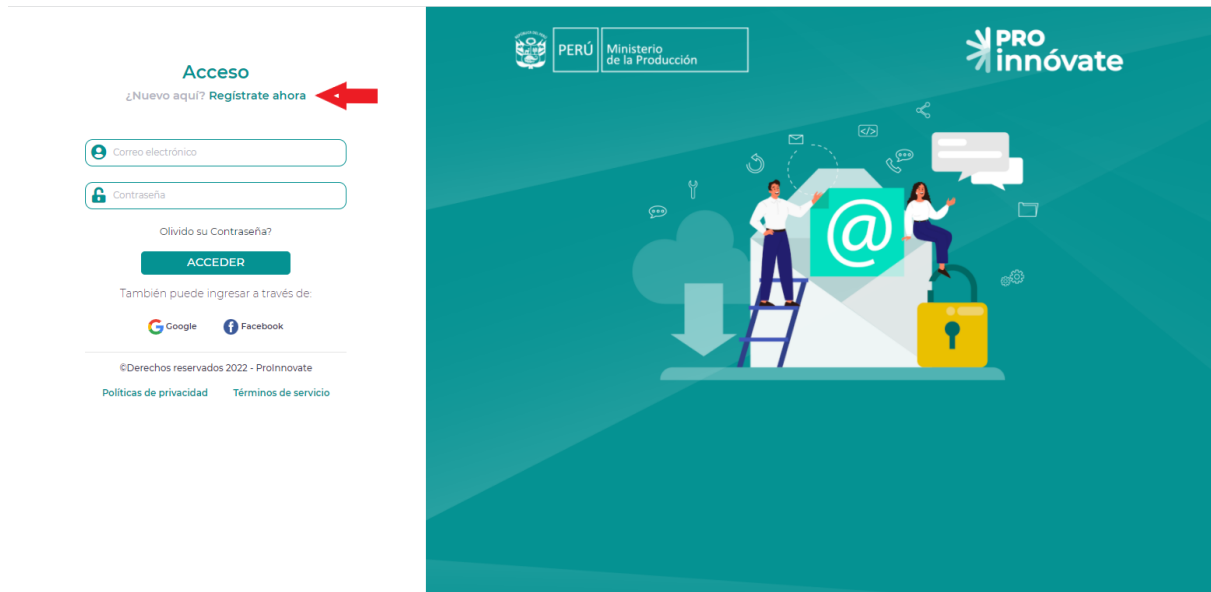 Acceso
¿Nuevo aquí? Regístrate ahora
Correo electrónico
Contraseña
Olivido su Contraseña?
ACCEDER
También puede ingresar a través de:
Google Facebook
©Derechos reservados 2022 - ProInnovate
Políticas de privacidad Términos de servicio
PERÚ
Ministerio
de la Producción
PRO
innóvate
</>
@